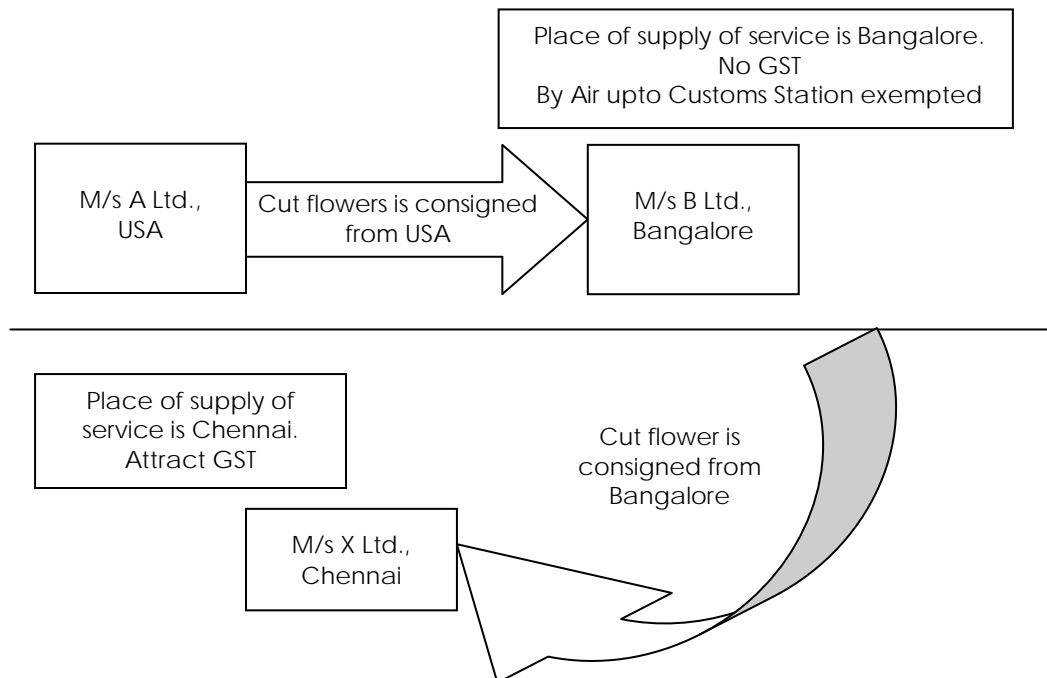 Place of supply of service is Bangalore.
No GST
By Air upto Customs Station exempted
M/s A Ltd.,
USA
Cut flowers is consigned
from USA
M/s B Ltd.,
Bangalore
Place of supply of
service is Chennai.
Attract GST
Cut flower is
consigned from
Bangalore
M/s X Ltd.,
Chennai